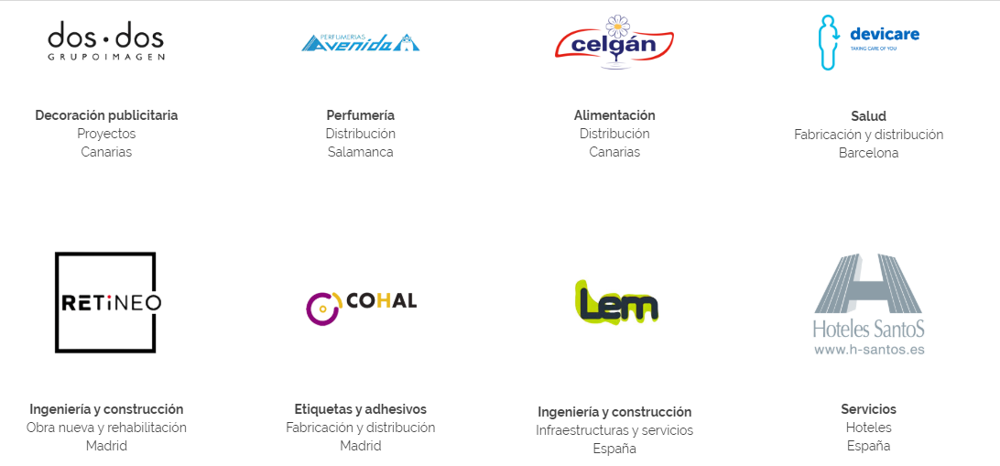 dos·dos
GRUPOIMAGEN
Decoración publicitaria
Proyectos
Canarias
PERFUMERIAS
Avenida
Perfumería
Distribución
Salamanca
celgán
Alimentación
Distribución
Canarias
devicare
TAKING CARE OF YOU
Salud
Fabricación y distribución
Barcelona
RETiNEO
Ingeniería y construcción
Obra nueva y rehabilitación
Madrid
COHAL
Etiquetas y adhesivos
Fabricación y distribución
Madrid
Lem
Ingeniería y construcción
Infraestructuras y servicios
España
Hoteles SantoS
www.h-santos.es
Servicios
Hoteles
España